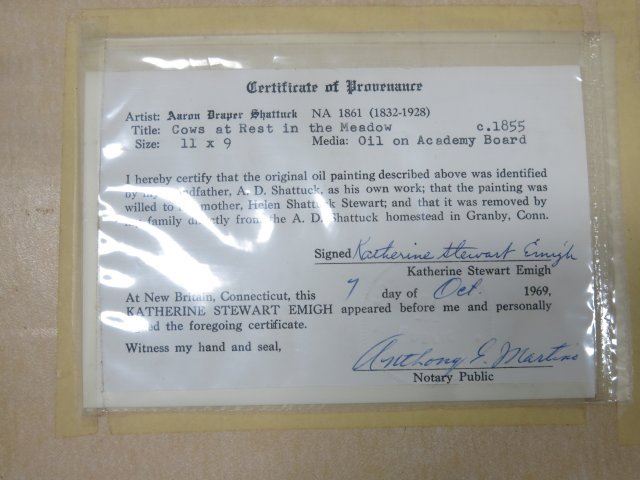 Certificate of Provenance
Artist: Aaron Draper Shattuck NA 1861 (1832-1928)
Title: Cows at Rest in the Meadow c.1855
Size: 11 x 9 Media: Oil on Academy Board
I hereby certify that the original oil painting described above was identified
by my grandfather, A. D. Shattuck, as his own work; that the painting was
willed to my mother, Helen Shattuck Stewart; and that it was removed by
my family directly from the A. D. Shattuck homestead in Granby, Conn.
Signed Katherine Stewart Emigh
Katherine Stewart Emigh
At New Britain, Connecticut, this 7 day of Oct. 1969,
KATHERINE STEWART EMIGH appeared before me and personally
the foregoing certificate.
Witness my hand and seal,
Anthony E. Martino
Notary Public